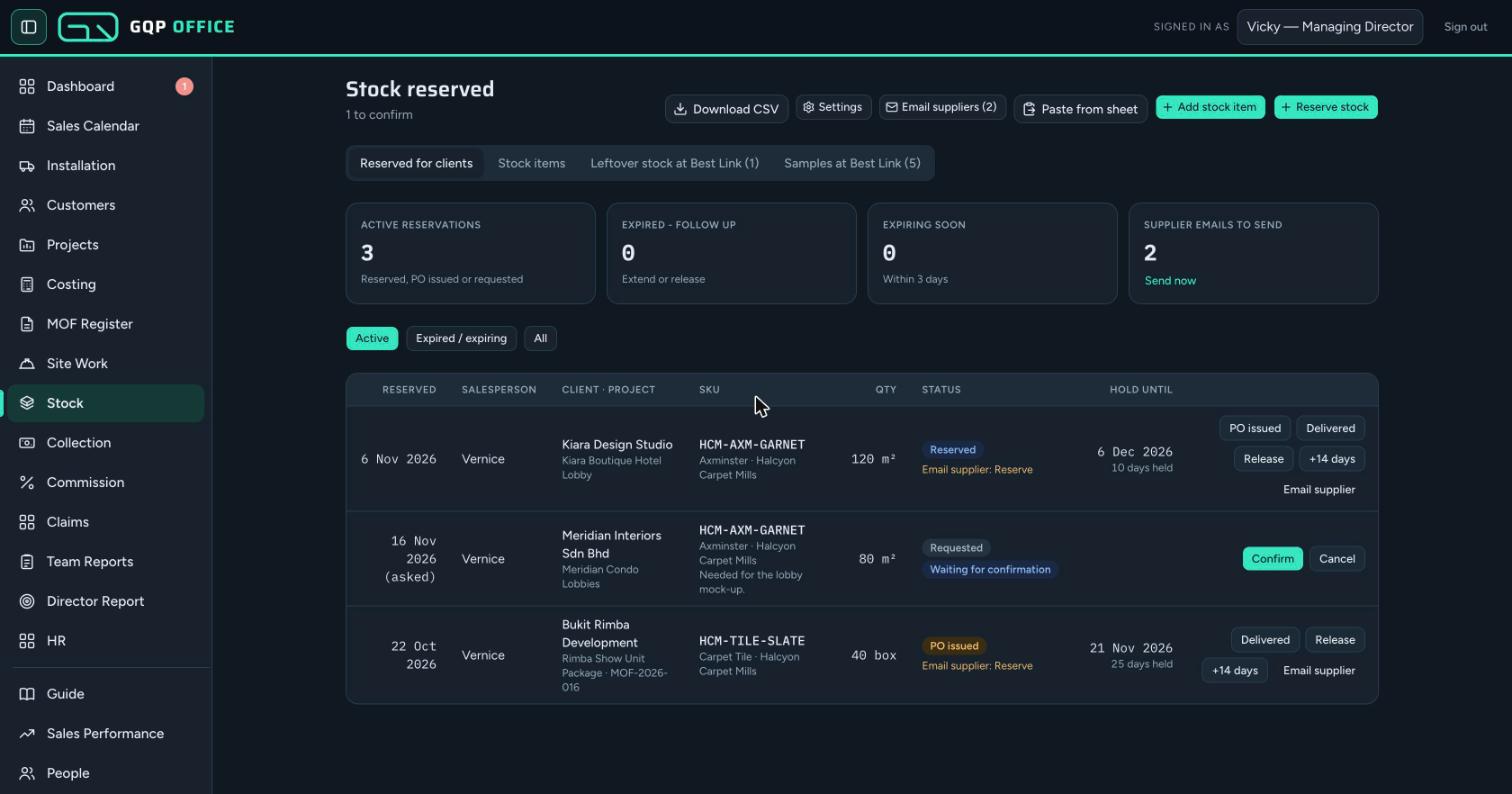 GQP OFFICE
SIGNED IN AS
Vicky — Managing Director
Sign out
Dashboard
1
Sales Calendar
Installation
Customers
Projects
Costing
MOF Register
Site Work
Stock
Collection
Commission
Claims
Team Reports
Director Report
HR
Guide
Sales Performance
People
Stock reserved
1 to confirm
Download CSV
Settings
Email suppliers (2)
Paste from sheet
+ Add stock item
+ Reserve stock
Reserved for clients
Stock items
Leftover stock at Best Link (1)
Samples at Best Link (5)
ACTIVE RESERVATIONS
3
Reserved, PO issued or requested
EXPIRED - FOLLOW UP
0
Extend or release
EXPIRING SOON
0
Within 3 days
SUPPLIER EMAILS TO SEND
2
Send now
Active
Expired / expiring
All
RESERVED
SALESPERSON
CLIENT · PROJECT
SKU
QTY
STATUS
HOLD UNTIL
6 Nov 2026
Vernice
Kiara Design Studio
Kiara Boutique Hotel
Lobby
HCM-AXM-GARNET
Axminster · Halcyon
Carpet Mills
120 m²
Reserved
Email supplier: Reserve
6 Dec 2026
10 days held
PO issued
Delivered
Release
+14 days
Email supplier
16 Nov
2026
(asked)
Vernice
Meridian Interiors
Sdn Bhd
Meridian Condo
Lobbies
HCM-AXM-GARNET
Axminster · Halcyon
Carpet Mills
Needed for the lobby
mock-up.
80 m²
Requested
Waiting for confirmation
Confirm
Cancel
22 Oct
2026
Vernice
Bukit Rimba
Development
Rimba Show Unit
Package · MOF-2026-
016
HCM-TILE-SLATE
Carpet Tile · Halcyon
Carpet Mills
40 box
PO issued
Email supplier: Reserve
21 Nov 2026
25 days held
Delivered
Release
+14 days
Email supplier